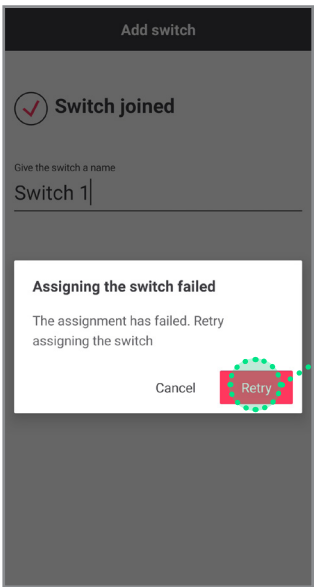 Add switch
Switch joined
Give the switch a name
Switch 1
Assigning the switch failed
The assignment has failed. Retry
assigning the switch
Cancel
Retry